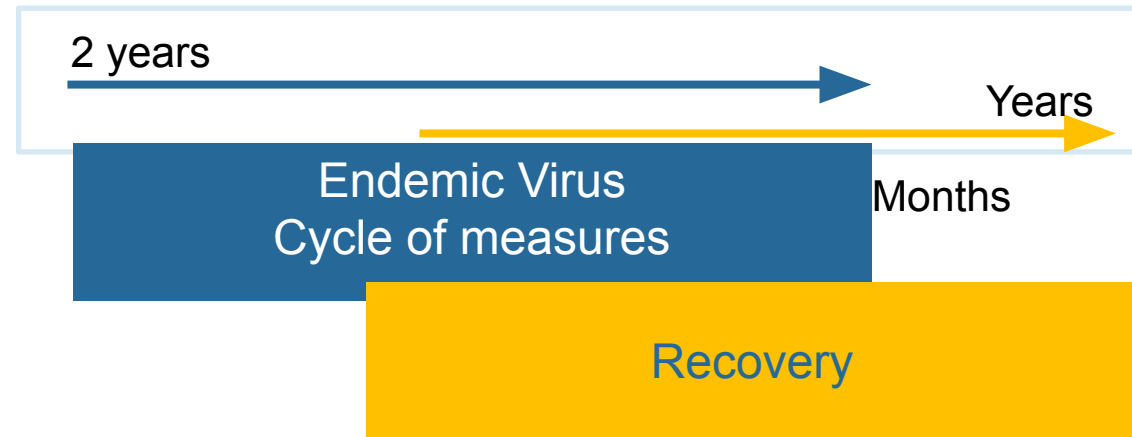 2 years
Years
Endemic Virus
Cycle of measures
Months
Recovery